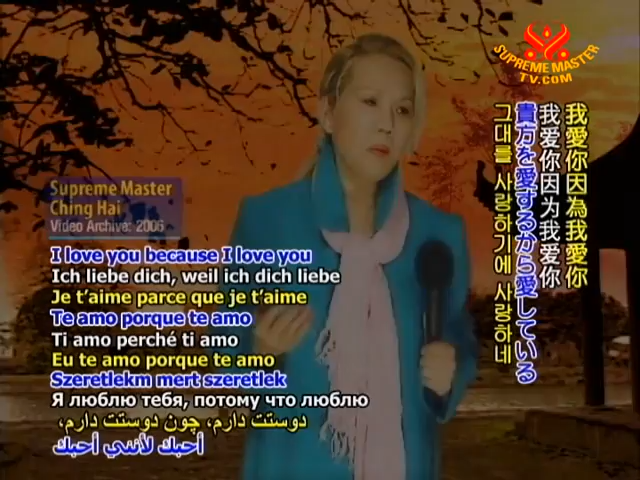 SUPREME MASTER
TV.COM
Supreme Master
Ching Hai
Video Archive: 2006
I love you because I love you
Ich liebe dich, weil ich dich liebe
Je t'aime parce que je t'aime
Te amo porque te amo
Ti amo perché ti amo
Eu te amo porque te amo
Szeretlekm mert szeretlek
Я люблю тебя, потому что люблю
دوستت دارم، چون دوستت دارم،
أحبك لأنني أحبك
我愛你因為我愛你
我爱你因为我爱你
貴方を愛するから愛している
그대를 사랑하기에 사랑하네